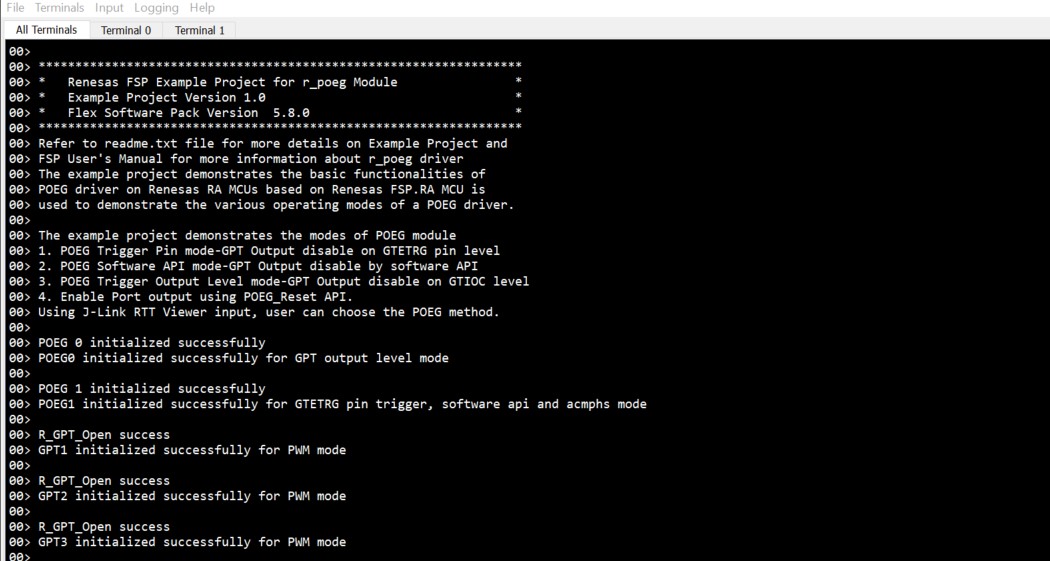 File Terminals Input Logging Help
All Terminals Terminal 0 Terminal 1
00>
00> ******************************************************************
00> *   Renesas FSP Example Project for r_poeg Module                *
00> *   Example Project Version 1.0                                  *
00> *   Flex Software Pack Version  5.8.0                            *
00> ******************************************************************
00> Refer to readme.txt file for more details on Example Project and
00> FSP User's Manual for more information about r_poeg driver
00> The example project demonstrates the basic functionalities of
00> POEG driver on Renesas RA MCUs based on Renesas FSP.RA MCU is
00> used to demonstrate the various operating modes of a POEG driver.
00>
00> The example project demonstrates the modes of POEG module
00> 1. POEG Trigger Pin mode-GPT Output disable on GTETRG pin level
00> 2. POEG Software API mode-GPT Output disable by software API
00> 3. POEG Trigger Output Level mode-GPT Output disable on GTIOC level
00> 4. Enable Port output using POEG_Reset API.
00> Using J-Link RTT Viewer input, user can choose the POEG method.
00>
00> POEG 0 initialized successfully
00> POEG0 initialized successfully for GPT output level mode
00>
00> POEG 1 initialized successfully
00> POEG1 initialized successfully for GTETRG pin trigger, software api and acmphs mode
00>
00> R_GPT_Open success
00> GPT1 initialized successfully for PWM mode
00>
00> R_GPT_Open success
00> GPT2 initialized successfully for PWM mode
00>
00> R_GPT_Open success
00> GPT3 initialized successfully for PWM mode
00>